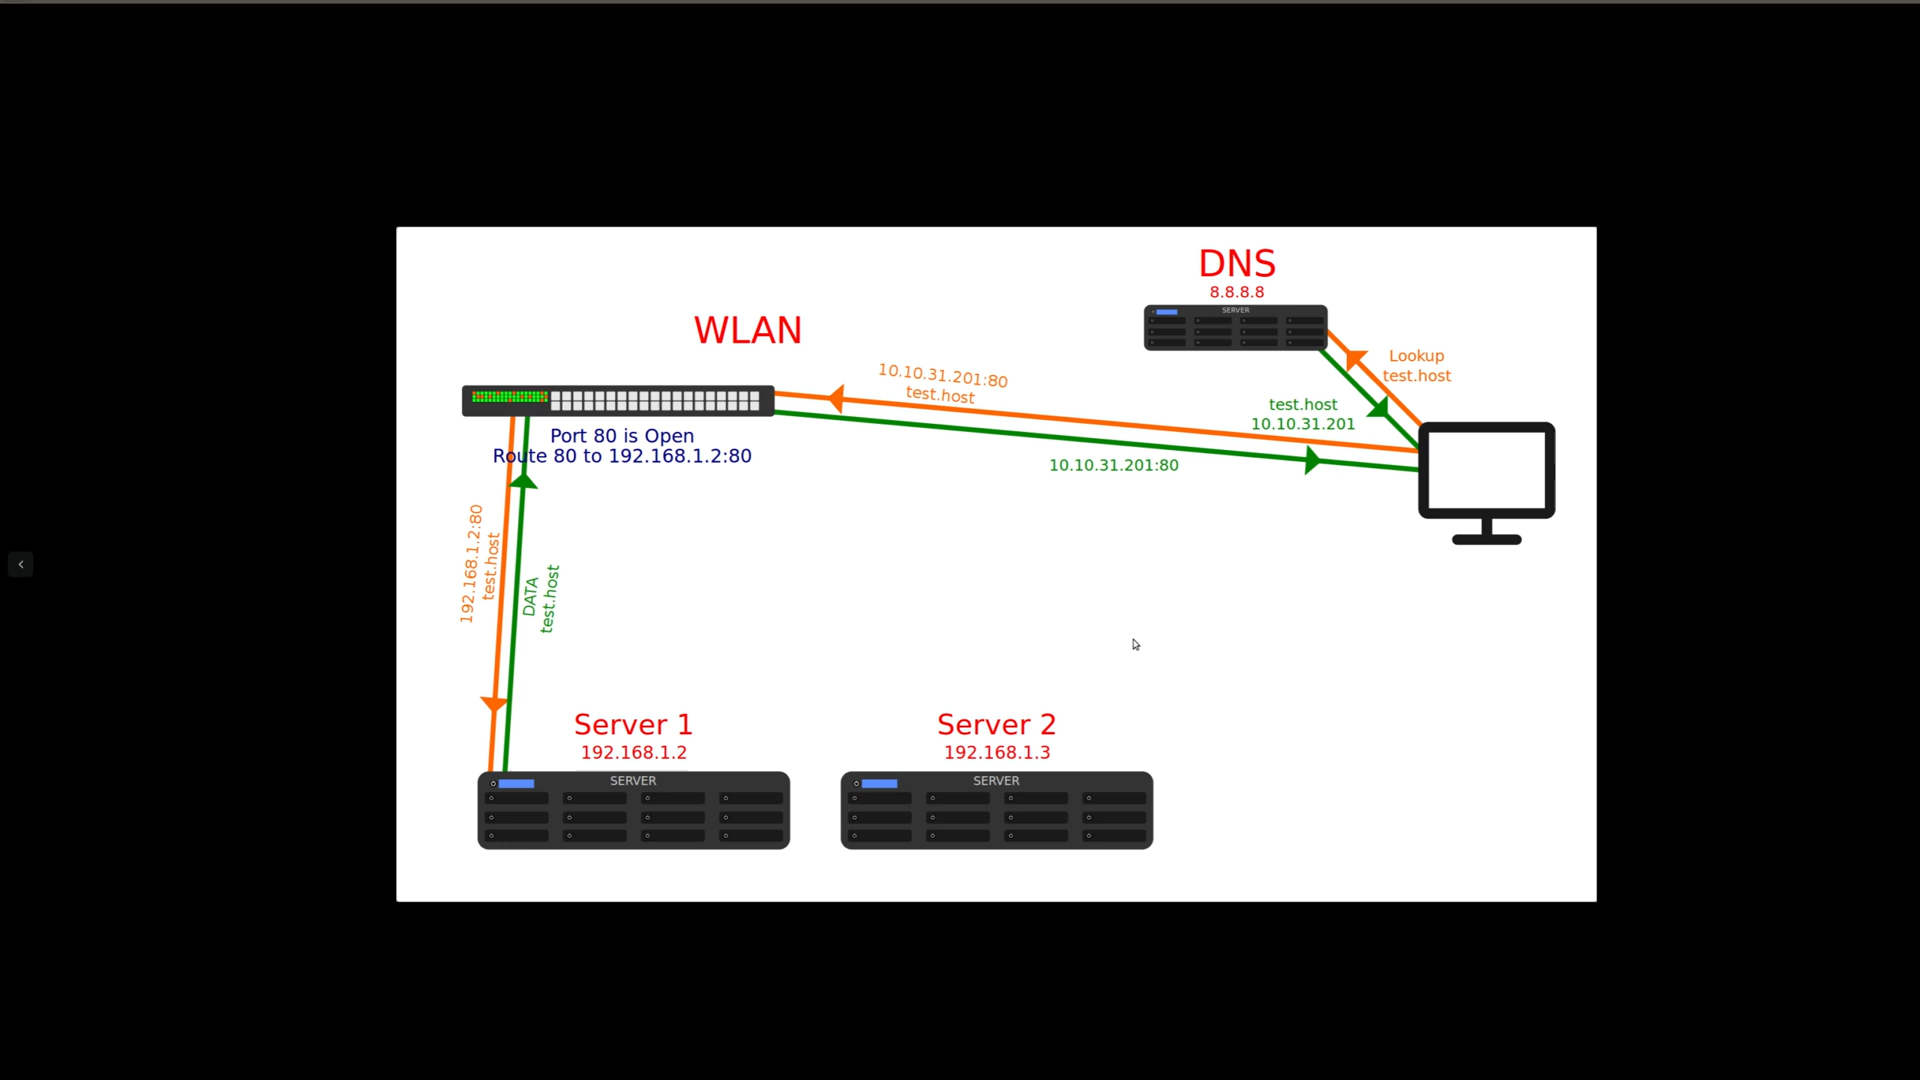 DNS
8.8.8.8
SERVER
WLAN
Lookup
test.host
10.10.31.201:80
test.host
test.host
10.10.31.201
Port 80 is Open
Route 80 to 192.168.1.2:80
10.10.31.201:80
192.168.1.2:80
test.host
DATA
test.host
Server 1
192.168.1.2
SERVER
Server 2
192.168.1.3
SERVER